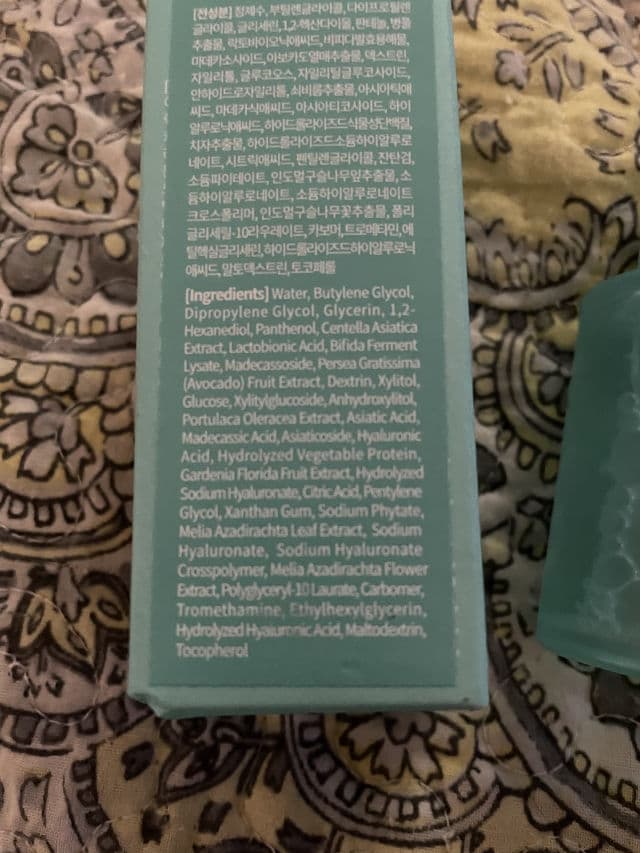 [전성분] 정제수, 부틸렌글라이콜, 다이프로필렌
글라이콜, 글리세린, 1,2-헥산다이올, 판테놀, 병풀
추출물, 락토바이오닉애씨드, 비피다발효용해물,
마데카소사이드, 아보카도열매추출물, 덱스트린,
자일리톨, 글루코오스, 자일리틸글루코사이드,
안하이드로자일리톨, 쇠비름추출물, 아시아틱애
씨드, 마데카식애씨드, 아시아티코사이드, 하이
알루로닉애씨드, 하이드롤라이즈드식물성단백질,
치자추출물, 하이드롤라이즈드소듐하이알루로
네이트, 시트릭애씨드, 펜틸렌글라이콜, 잔탄검,
소듐파이테이트, 인도멀구슬나무잎추출물, 소
듐하이알루로네이트, 소듐하이알루로네이트
크로스폴리머, 인도멀구슬나무꽃추출물, 폴리
글리세릴-10라우레이트, 카보머, 트로메타민, 에
틸헥실글리세린, 하이드롤라이즈드하이알루로닉
애씨드, 말토덱스트린, 토코페롤
[Ingredients] Water, Butylene Glycol,
Dipropylene Glycol, Glycerin, 1,2-
Hexanediol, Panthenol, Centella Asiatica
Extract, Lactobionic Acid, Bifida Ferment
Lysate, Madecassoside, Persea Gratissima
(Avocado) Fruit Extract, Dextrin, Xylitol,
Glucose, Xylitylglucoside, Anhydroxylitol,
Portulaca Oleracea Extract, Asiatic Acid,
Madecassic Acid, Asiaticoside, Hyaluronic
Acid, Hydrolyzed Vegetable Protein,
Gardenia Florida Fruit Extract, Hydrolyzed
Sodium Hyaluronate, Citric Acid, Pentylene
Glycol, Xanthan Gum, Sodium Phytate,
Melia Azadirachta Leaf Extract, Sodium
Hyaluronate, Sodium Hyaluronate
Crosspolymer, Melia Azadirachta Flower
Extract, Polyglyceryl-10 Laurate, Carbomer,
Tromethamine, Ethylhexylglycerin,
Hydrolyzed Hyaluronic Acid, Maltodextrin,
Tocopherol